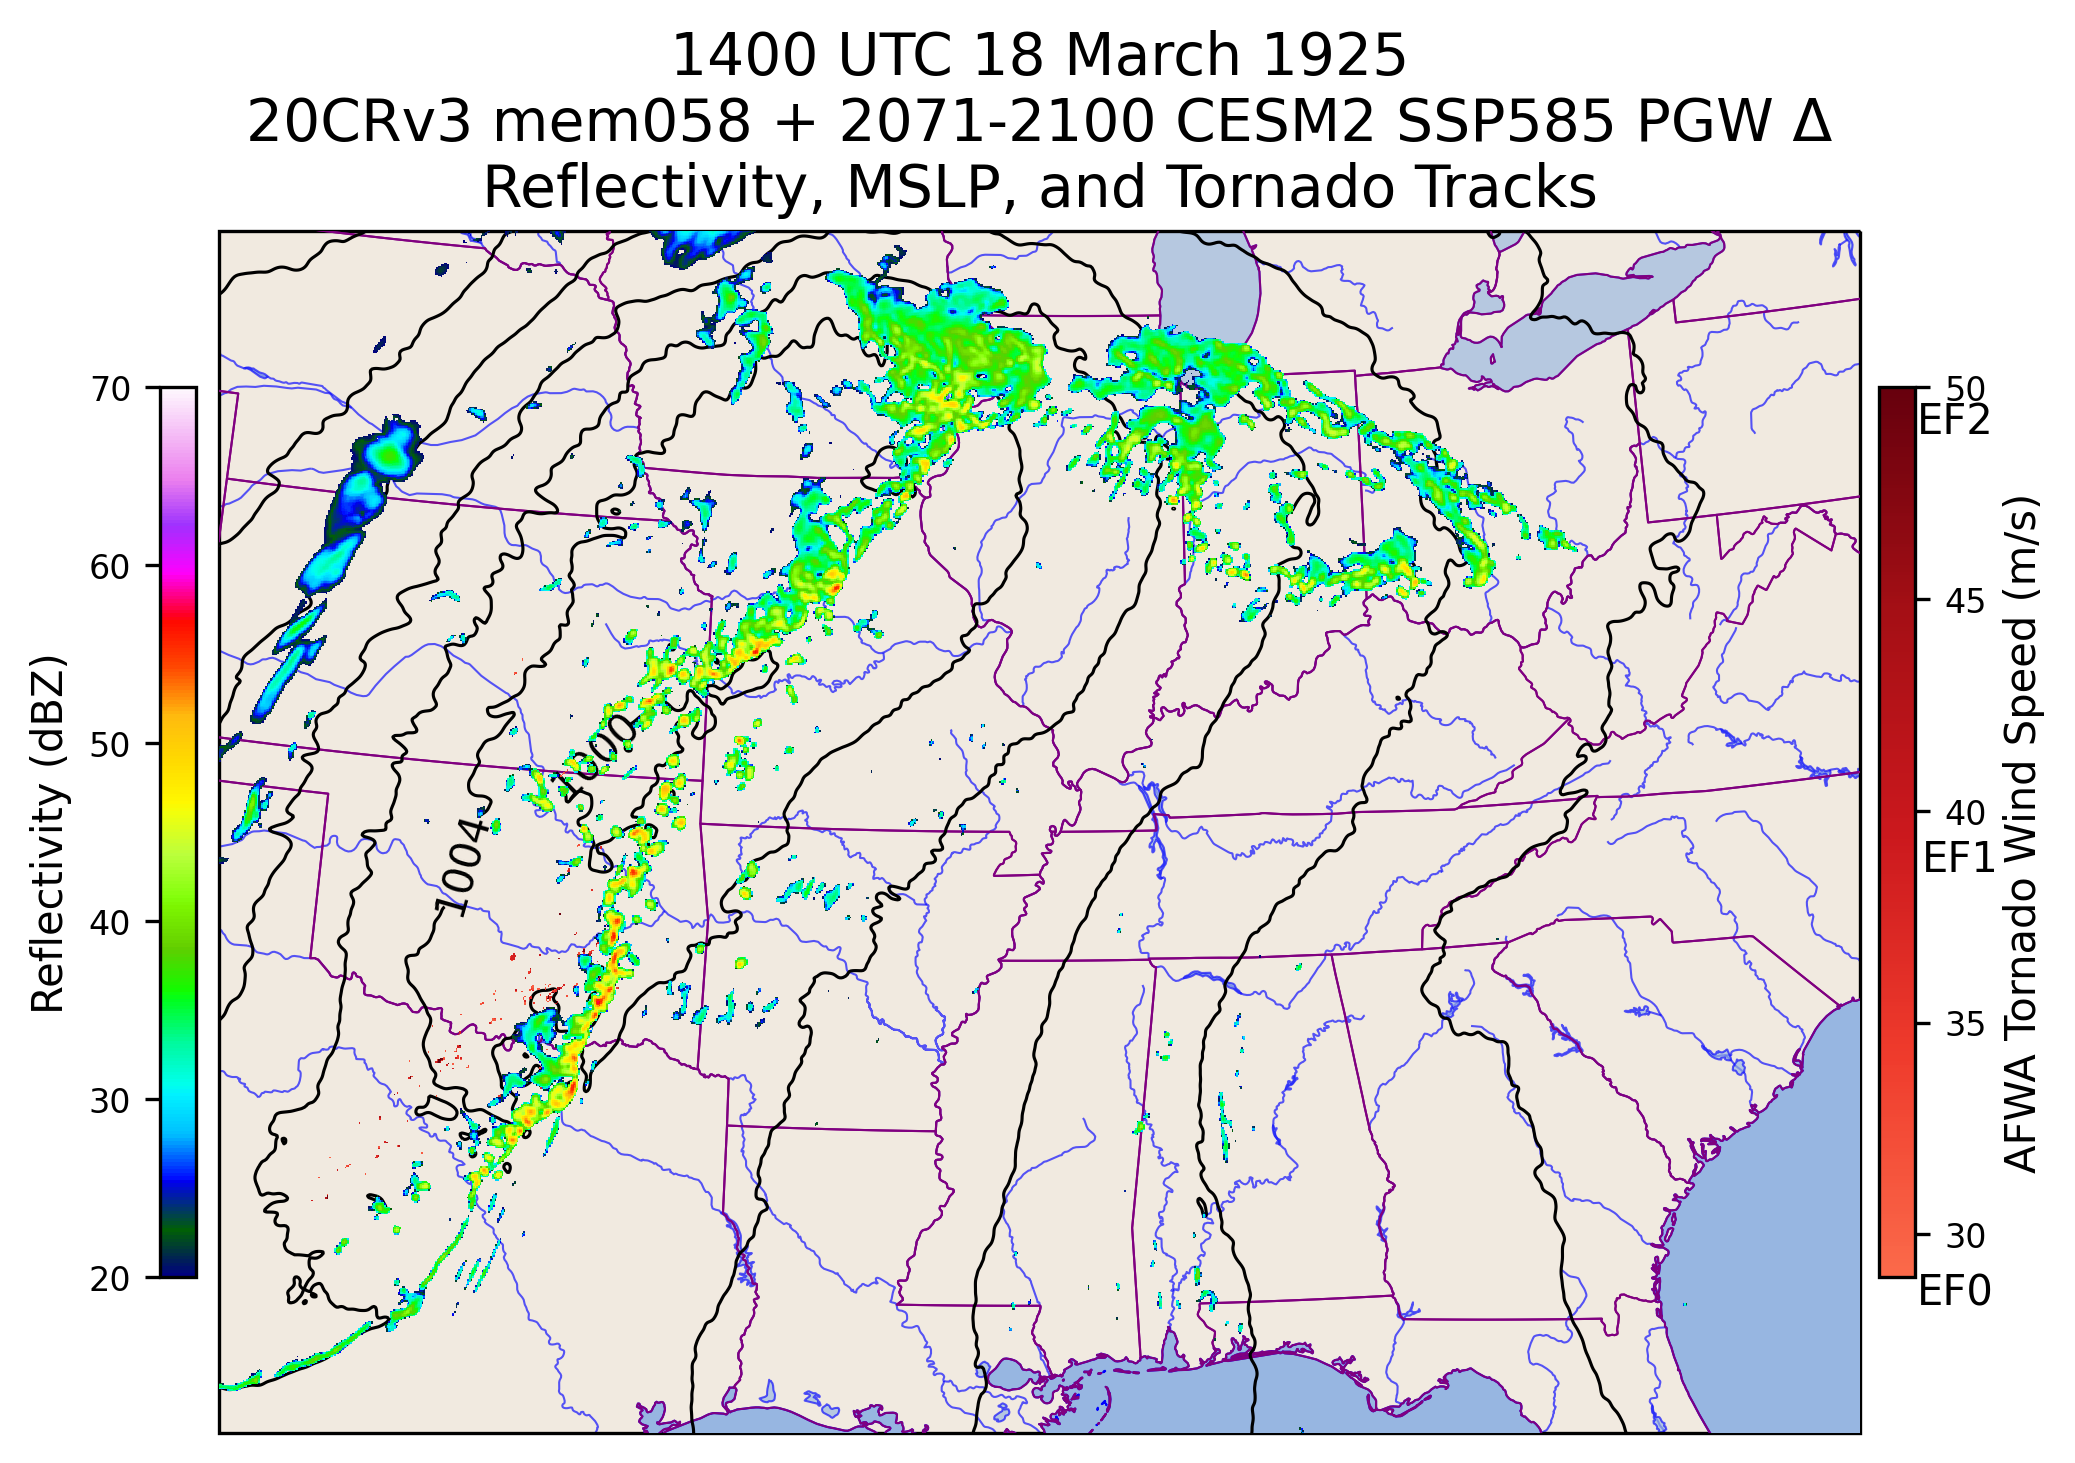 1400 UTC 18 March 1925
20CRv3 mem058 + 2071-2100 CESM2 SSP585 PGW Δ
Reflectivity, MSLP, and Tornado Tracks
Reflectivity (dBZ)
70
60
50
40
30
20
1000
1004
50
EF2
45
40
EF1
35
30
EF0
AFWA Tornado Wind Speed (m/s)